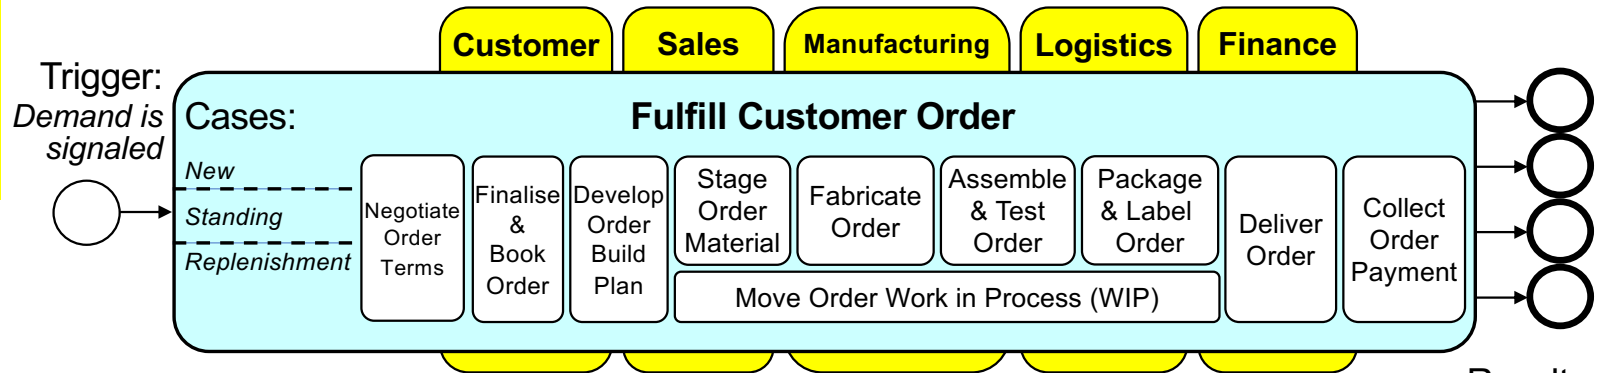 Customer
Sales
Manufacturing
Logistics
Finance
Trigger:
Demand is
signaled
Cases:
Fulfill Customer Order
New
Standing
Replenishment
Negotiate
Order
Terms
Finalise
&
Book
Order
Develop
Order
Build
Plan
Stage
Order
Material
Fabricate
Order
Assemble
& Test
Order
Package
& Label
Order
Move Order Work in Process (WIP)
Deliver
Order
Collect
Order
Payment